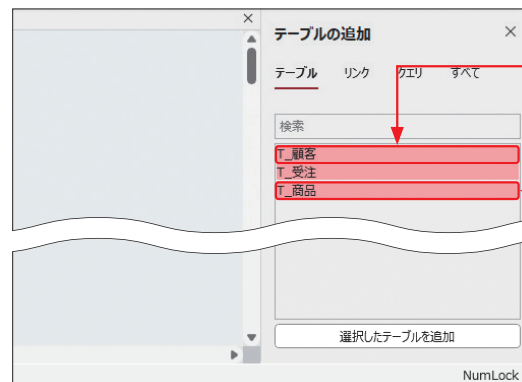 テーブルの追加
テーブル リンク クエリ すべて
検索
T_顧客
T_受注
T_商品
選択したテーブルを追加
NumLock